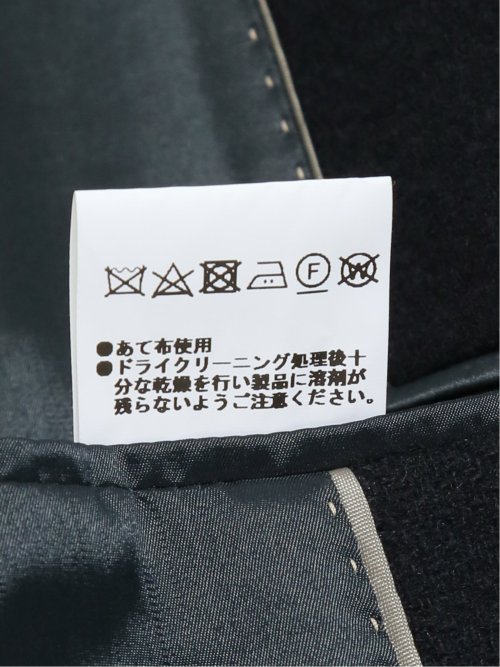 F W
●あて布使用
●ドライクリーニング処理後十
分な乾燥を行い製品に溶剤が
残らないようご注意ください。